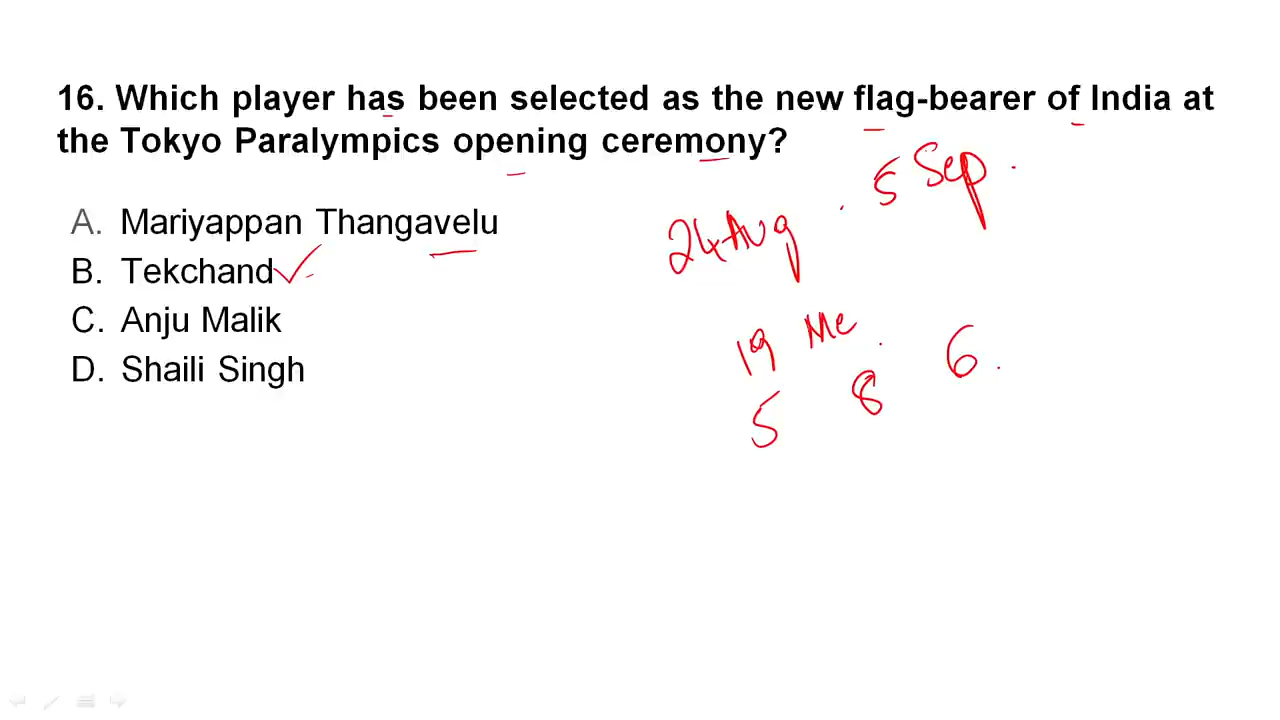 16. Which player has been selected as the new flag-bearer of India at
the Tokyo Paralympics opening ceremony?
A. Mariyappan Thangavelu
B. Tekchand
C. Anju Malik
D. Shaili Singh
24 Aug . 5 Sep .
19 Me .
5 8 6 .